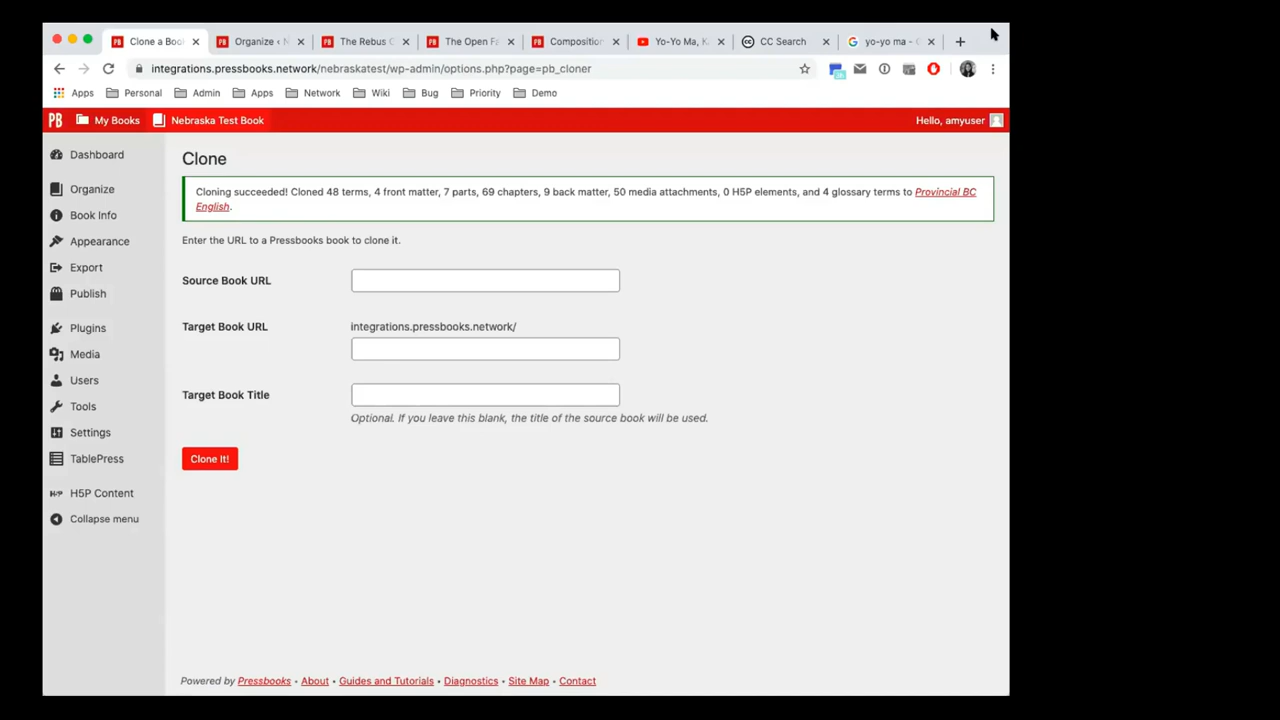 Clone a Boo
Organize ‹ N
The Rebus C
The Open Fa
Composition
Yo-Yo Ma, K
CC Search
yo-yo ma -
integrations.pressbooks.network/nebraskatest/wp-admin/options.php?page=pb_cloner
Apps Personal Admin Apps Network Wiki Bug Priority Demo
PB My Books Nebraska Test Book Hello, amyuser
Dashboard
Organize
Book Info
Appearance
Export
Publish
Plugins
Media
Users
Tools
Settings
TablePress
H5P Content
Collapse menu
Clone
Cloning succeeded! Cloned 48 terms, 4 front matter, 7 parts, 69 chapters, 9 back matter, 50 media attachments, 0 H5P elements, and 4 glossary terms to Provincial BC
English.
Enter the URL to a Pressbooks book to clone it.
Source Book URL
Target Book URL integrations.pressbooks.network/
Target Book Title
Optional. If you leave this blank, the title of the source book will be used.
Clone It!
Powered by Pressbooks • About • Guides and Tutorials • Diagnostics • Site Map • Contact